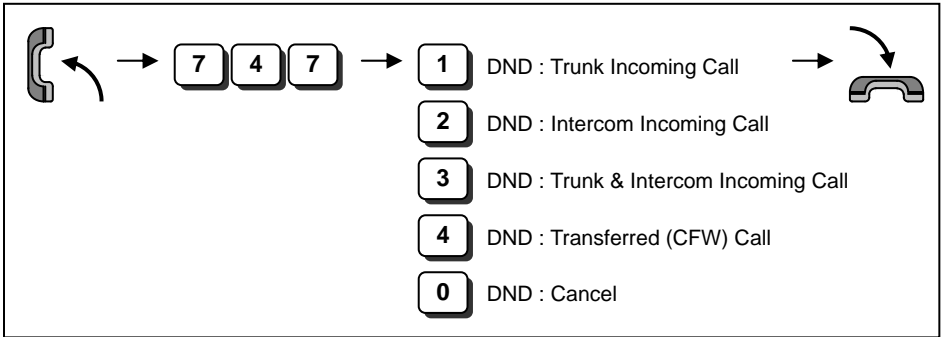 7 4 7 1 DND : Trunk Incoming Call
2 DND : Intercom Incoming Call
3 DND : Trunk & Intercom Incoming Call
4 DND : Transferred (CFW) Call
0 DND : Cancel